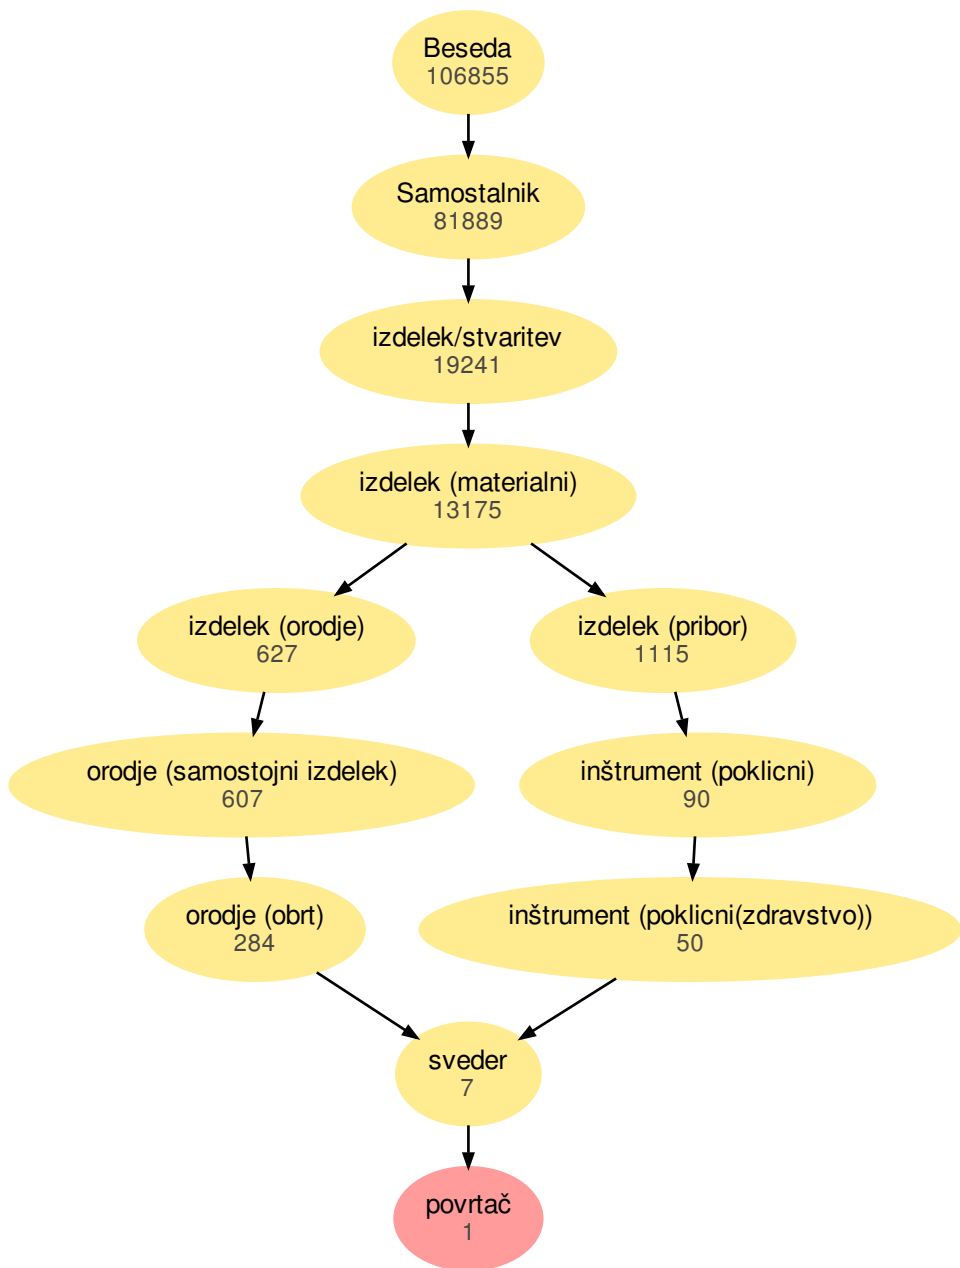 Beseda
106855
Samostalnik
81889
izdelek/stvaritev
19241
izdelek (materialni)
13175
izdelek (orodje)
627
izdelek (pribor)
1115
orodje (samostojni izdelek)
607
inštrument (poklicni)
90
orodje (obrt)
284
inštrument (poklicni(zdravstvo))
50
sveder
7
povrtač
1